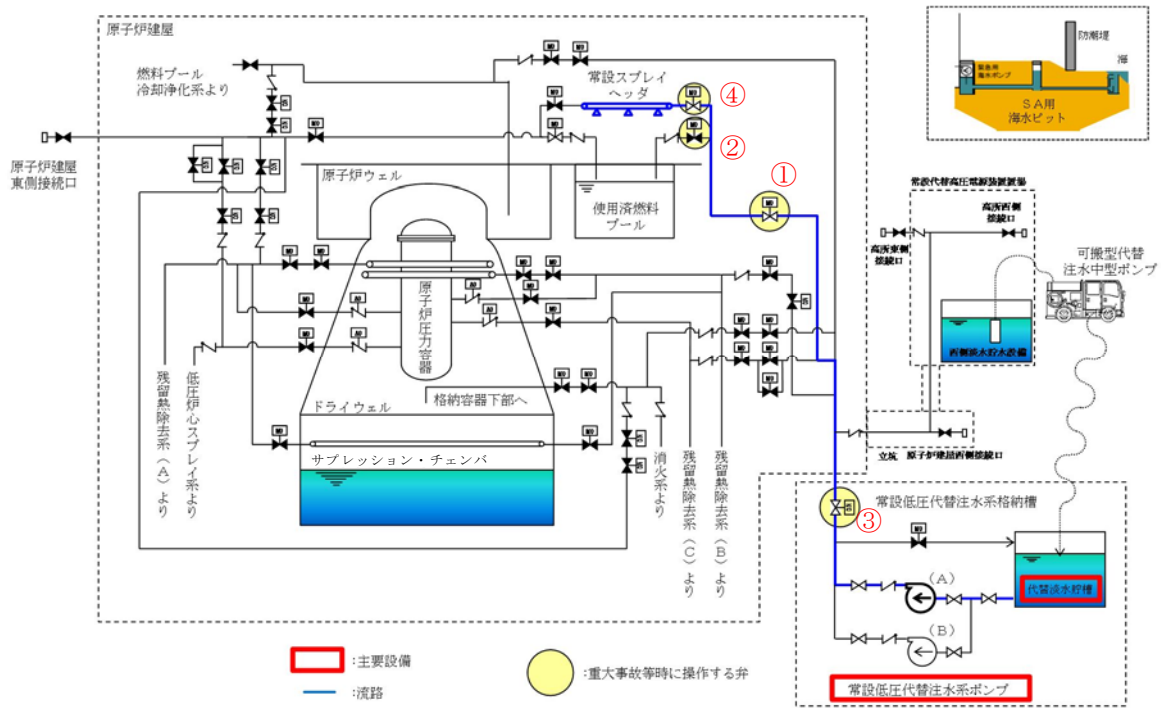 原子炉建屋
燃料プール
冷却浄化系より
原子炉建屋
東側接続口
常設スプレイ
ヘッダ
④
②
①
③
原子炉ウェル
使用済燃料
プール
原子炉圧力容器
ドライウェル
格納容器下部へ
サプレッション・チェンバ
残留熱除去系(A)より
低圧炉心スプレイ系より
消火系より
残留熱除去系(C)より
残留熱除去系(B)より
防潮堤
海
緊急用
海水ポンプ
SA用
海水ピット
常設代替高圧電源装置置場
高所西側
接続口
高所東側
接続口
可搬型代替
注水中型ポンプ
西側淡水貯水設備
立坑
原子炉建屋西側接続口
常設低圧代替注水系格納槽
(A)
(B)
代替淡水貯槽
常設低圧代替注水系ポンプ
:主要設備
:流路
:重大事故等時に操作する弁